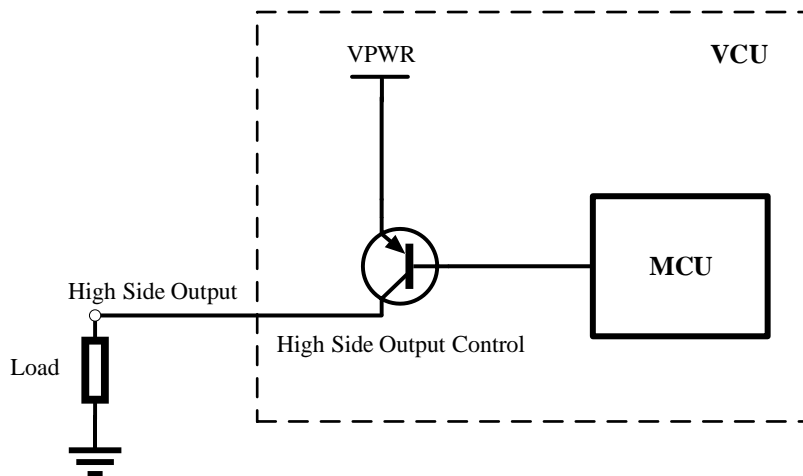 VPWR
VCU
MCU
High Side Output
High Side Output Control
Load